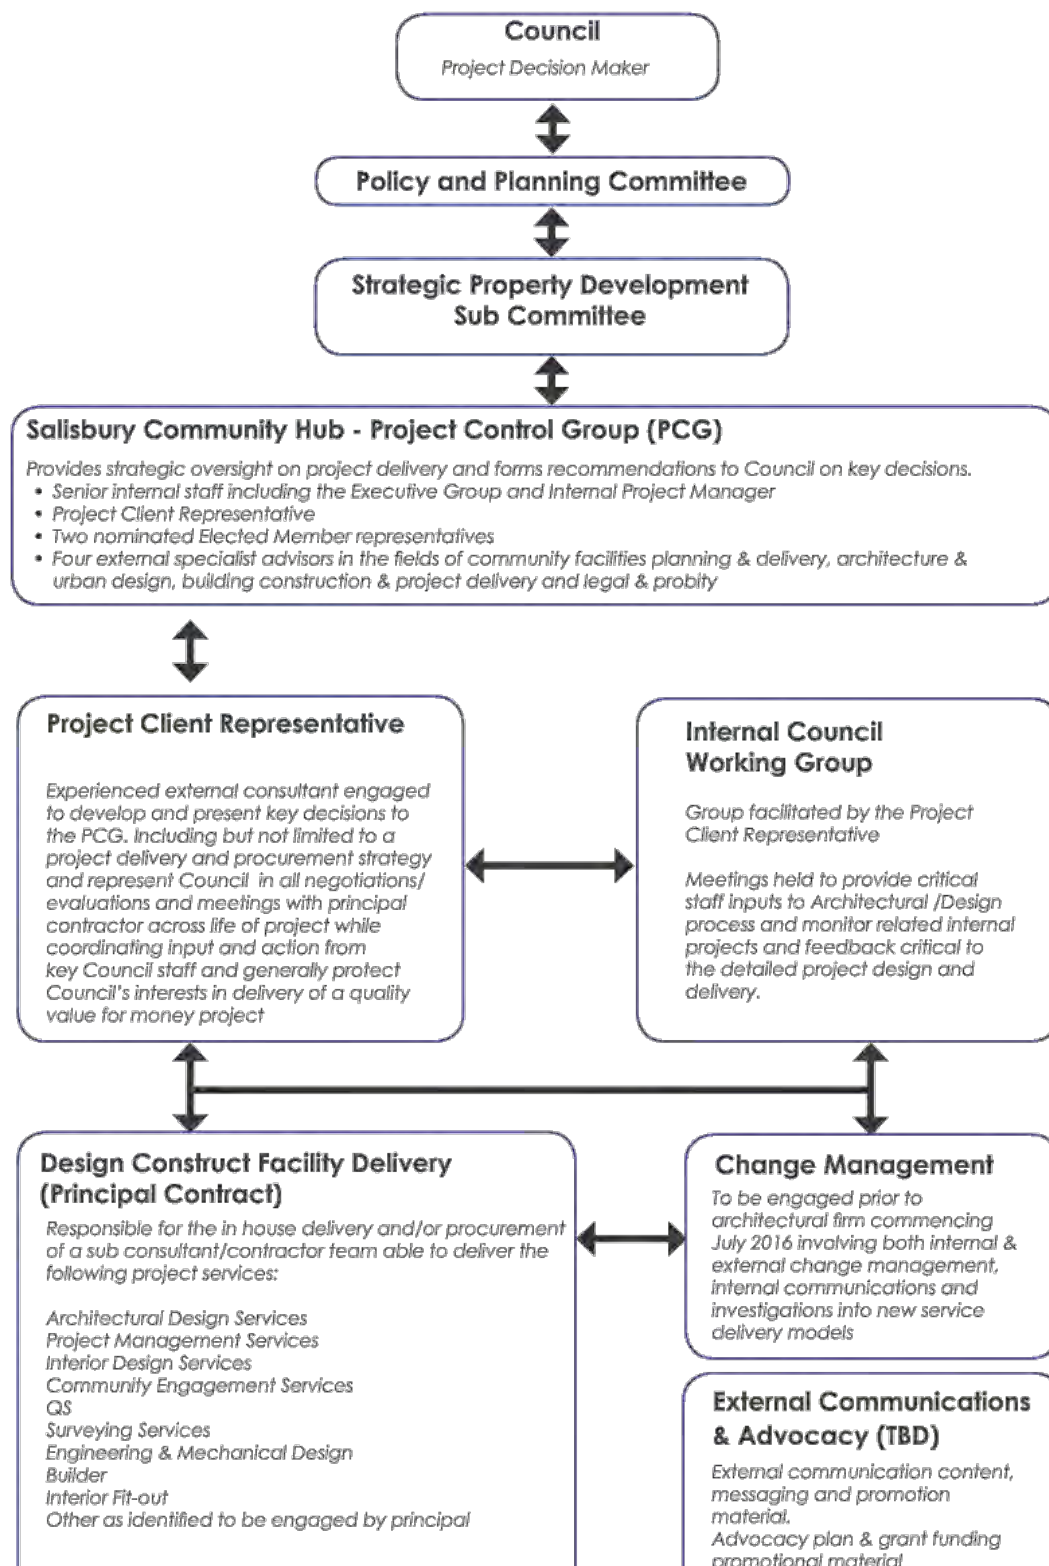 Council
Project Decision Maker
Policy and Planning Committee
Strategic Property Development
Sub Committee
Salisbury Community Hub - Project Control Group (PCG)
Provides strategic oversight on project delivery and forms recommendations to Council on key decisions.
• Senior internal staff including the Executive Group and Internal Project Manager
• Project Client Representative
• Two nominated Elected Member representatives
• Four external specialist advisors in the fields of community facilities planning & delivery, architecture &
urban design, building construction & project delivery and legal & probity
Project Client Representative
Experienced external consultant engaged
to develop and present key decisions to
the PCG. Including but not limited to a
project delivery and procurement strategy
and represent Council in all negotiations/
evaluations and meetings with principal
contractor across life of project while
coordinating input and action from
key Council staff and generally protect
Council's interests in delivery of a quality
value for money project
Internal Council
Working Group
Group facilitated by the Project
Client Representative
Meetings held to provide critical
staff inputs to Architectural /Design
process and monitor related internal
projects and feedback critical to
the detailed project design and
delivery.
Design Construct Facility Delivery
(Principal Contract)
Responsible for the in house delivery and/or procurement
of a sub consultant/contractor team able to deliver the
following project services:
Architectural Design Services
Project Management Services
Interior Design Services
Community Engagement Services
QS
Surveying Services
Engineering & Mechanical Design
Builder
Interior Fit-out
Other as identified to be engaged by principal
Change Management
To be engaged prior to
architectural firm commencing
July 2016 involving both internal &
external change management,
internal communications and
investigations into new service
delivery models
External Communications
& Advocacy (TBD)
External communication content,
messaging and promotion
material.
Advocacy plan & grant funding
promotional material